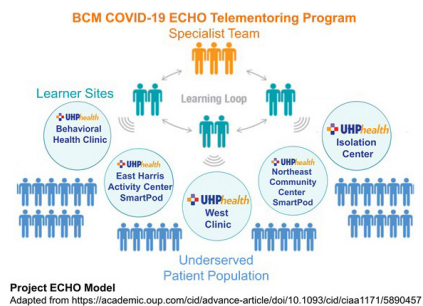 BCM COVID-19 ECHO Telementoring Program
Specialist Team
Learner Sites
Learning Loop
UHPhealth
Behavioral
Health Clinic
UHPhealth
East Harris
Activity Center
SmartPod
UHPhealth
West
Clinic
UHPhealth
Northeast
Community
Center
SmartPod
UHPhealth
Isolation
Center
Underserved
Patient Population
Project ECHO Model
Adapted from https://academic.oup.com/cid/advance-article/doi/10.1093/cid/ciaa1171/5890457